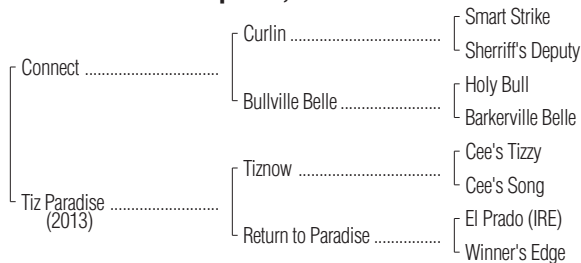 Connect ................................
Tiz Paradise ..........................
(2013)
Curlin ....................................
Bullville Belle ........................
Tiznow ..................................
Return to Paradise ................
Smart Strike
Sherriff's Deputy
Holy Bull
Barkerville Belle
Cee's Tizzy
Cee's Song
El Prado (IRE)
Winner's Edge